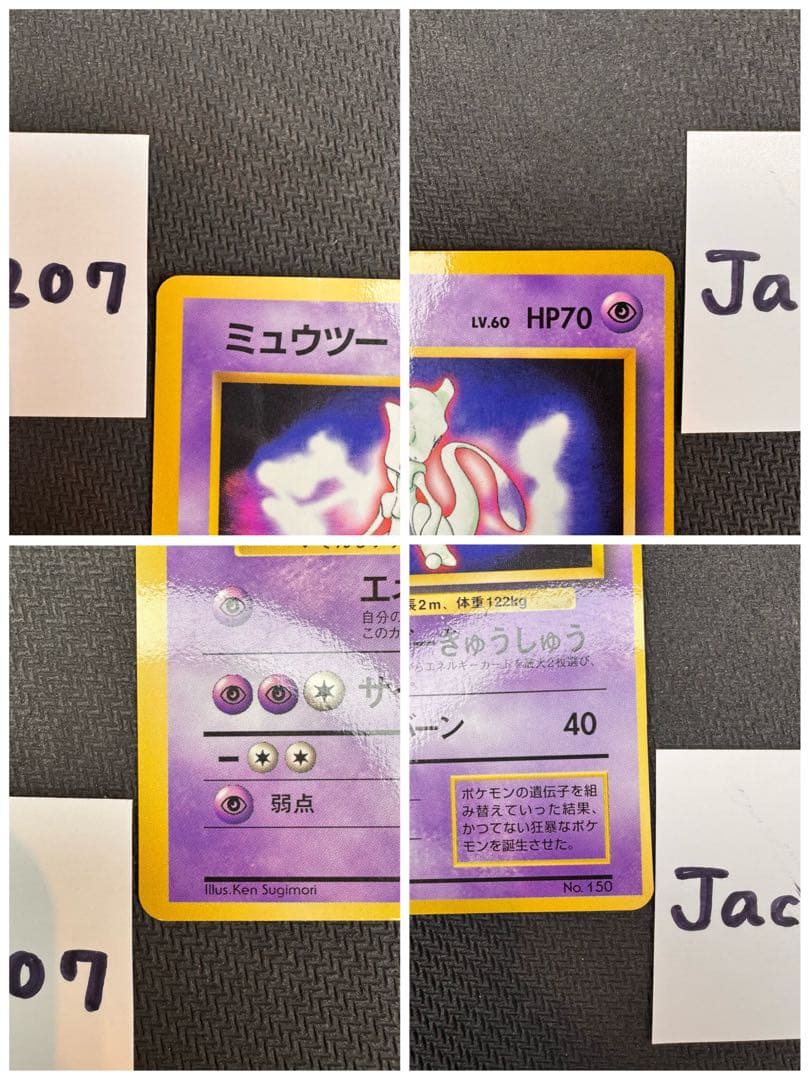 207
ミュウツー
LV.60 HP70
Ja
長2m、体重122kg
エネ
自分の
このカ
ーきゅうしゅう
らエネルギーカードを最大2枚選び、
サイ
バーン 40
ー
弱点
ポケモンの遺伝子を組
み替えていった結果、
かつてない狂暴なポケ
モンを誕生させた。
Illus.Ken Sugimori
No. 150
07
Jac